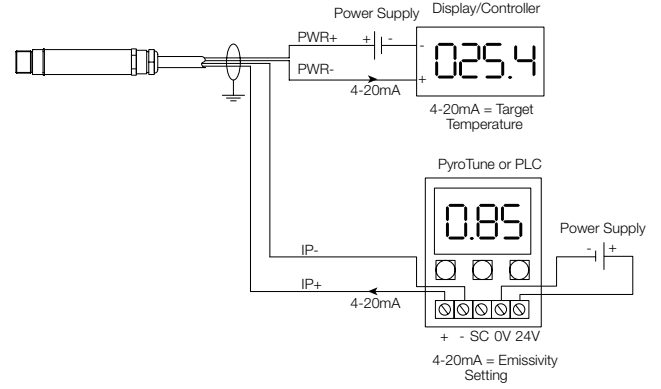 Power Supply
Display/Controller
PWR+
+
-
-
025.4
PWR-
+
4-20mA
4-20mA = Target
Temperature
PyroTune or PLC
0.85
Power Supply
-
+
IP-
IP+
4-20mA
+ - SC 0V 24V
4-20mA = Emissivity
Setting